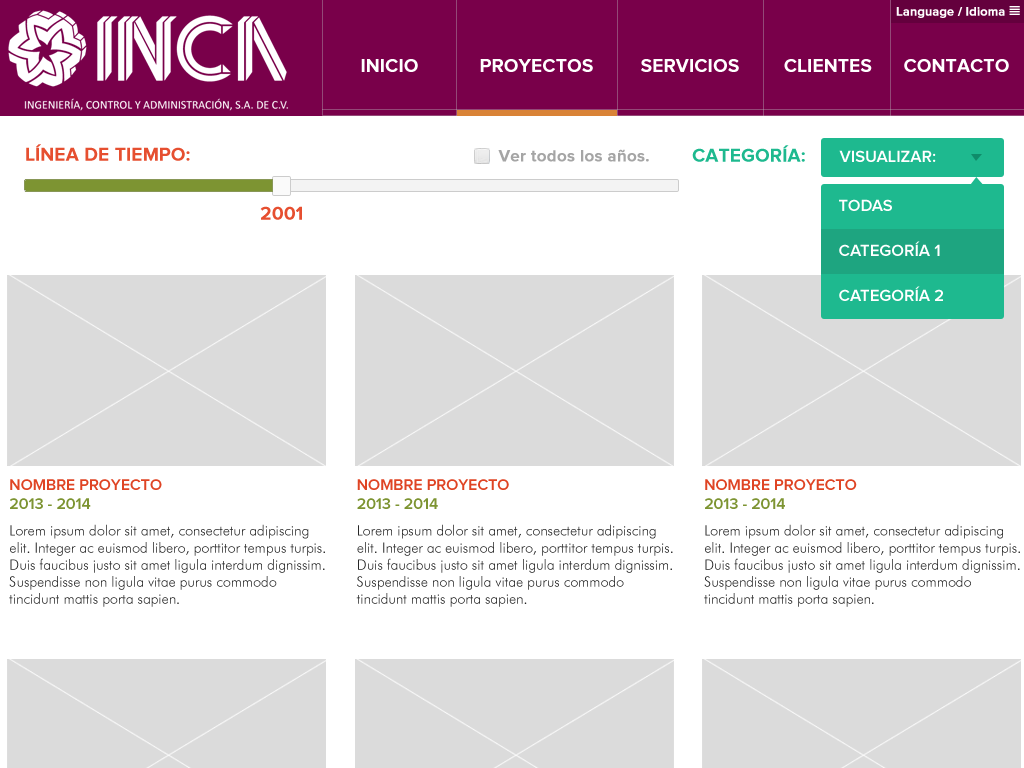 Language / Idioma
INCA
INGENIERÍA, CONTROL Y ADMINISTRACIÓN, S.A. DE C.V.
INICIO
PROYECTOS
SERVICIOS
CLIENTES
CONTACTO
LÍNEA DE TIEMPO:
Ver todos los años.
2001
CATEGORÍA:
VISUALIZAR:
TODAS
CATEGORÍA 1
CATEGORÍA 2
NOMBRE PROYECTO
2013 - 2014
Lorem ipsum dolor sit amet, consectetur adipiscing
elit. Integer ac euismod libero, porttitor tempus turpis.
Duis faucibus justo sit amet ligula interdum dignissim.
Suspendisse non ligula vitae purus commodo
tincidunt mattis porta sapien.
NOMBRE PROYECTO
2013 - 2014
Lorem ipsum dolor sit amet, consectetur adipiscing
elit. Integer ac euismod libero, porttitor tempus turpis.
Duis faucibus justo sit amet ligula interdum dignissim.
Suspendisse non ligula vitae purus commodo
tincidunt mattis porta sapien.
NOMBRE PROYECTO
2013 - 2014
Lorem ipsum dolor sit amet, consectetur adipiscing
elit. Integer ac euismod libero, porttitor tempus turpis.
Duis faucibus justo sit amet ligula interdum dignissim.
Suspendisse non ligula vitae purus commodo
tincidunt mattis porta sapien.